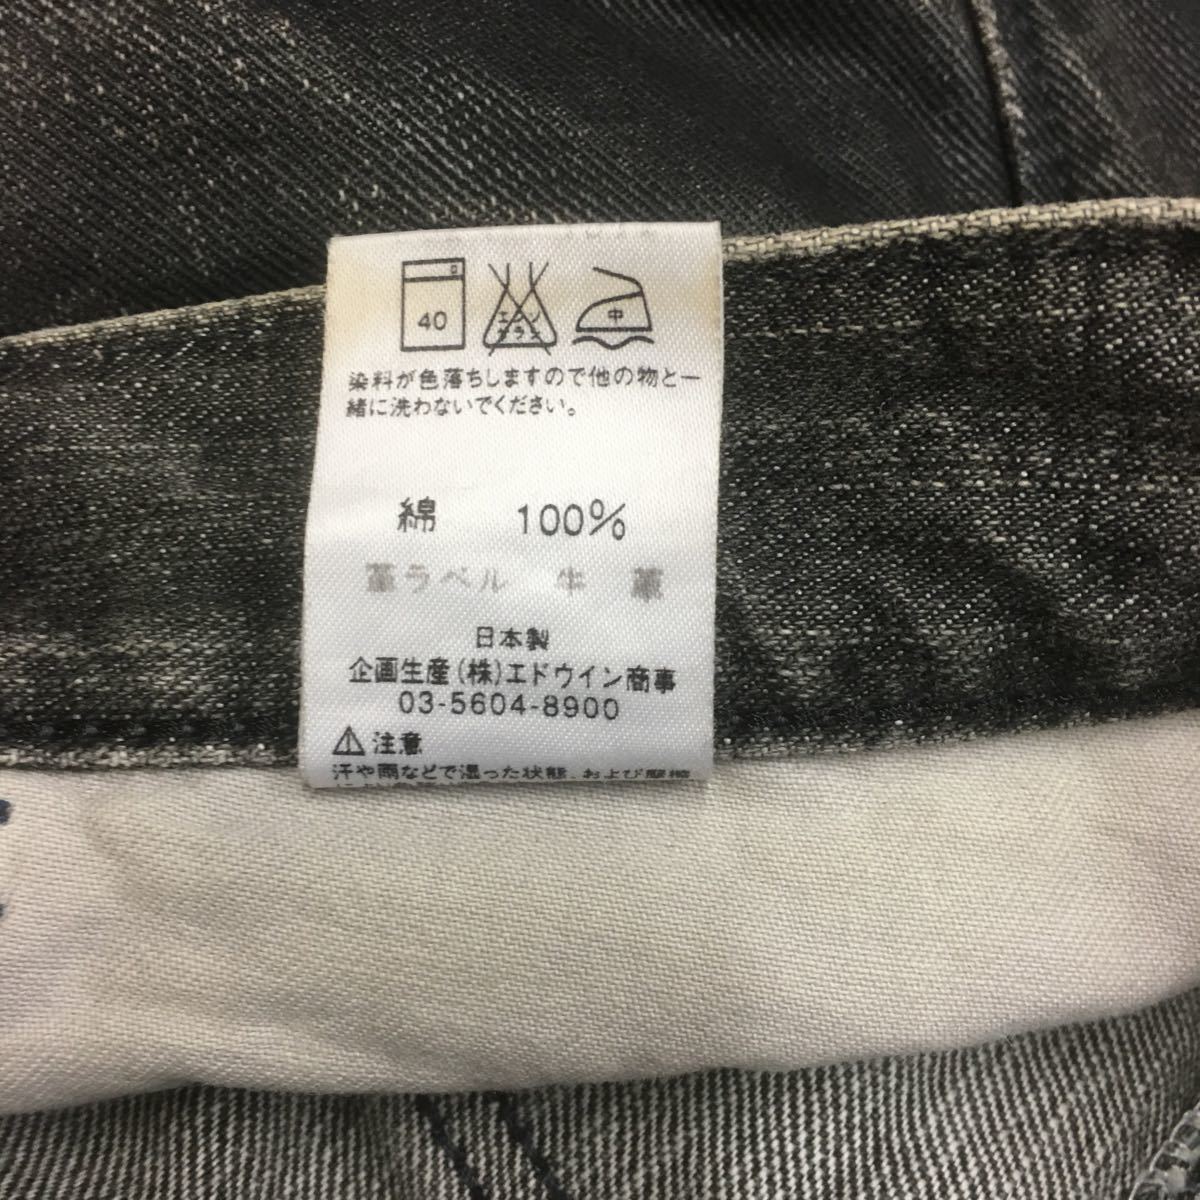 40
エンソ
サラシ
中
染料が色落ちしますので他の物と一
緒に洗わないでください。
綿 100%
革ラベル 牛 革
日本製
企画生産(株)エドウイン商事
03-5604-8900
注意
汗や雨などで湿った状態、および摩擦